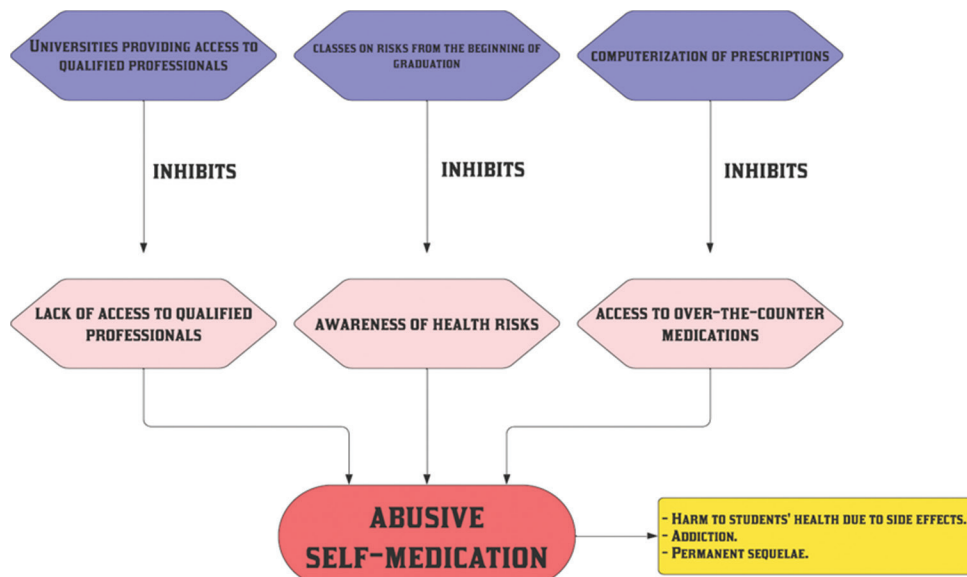 Universities providing access to
qualified professionals
classes on risks from the beginning of
graduation
computerization of prescriptions
INHIBITS
INHIBITS
INHIBITS
lack of access to qualified
professionals
awareness of health risks
access to over-the-counter
medications
ABUSIVE
SELF-MEDICATION
- Harm to students' health due to side effects.
- Addiction.
- Permanent sequelae.